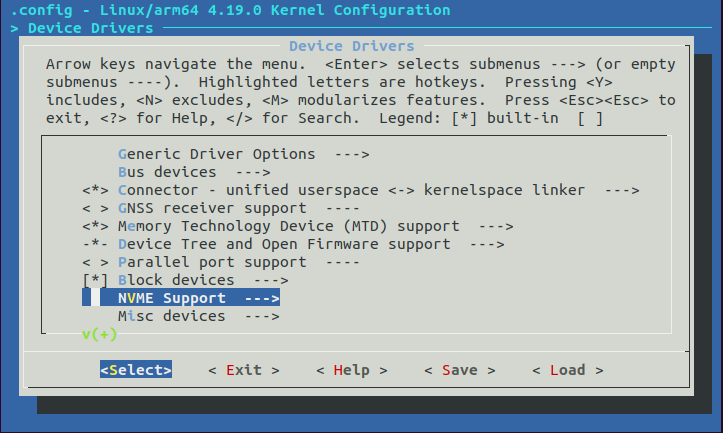 .config - Linux/arm64 4.19.0 Kernel Configuration
> Device Drivers
Device Drivers
Arrow keys navigate the menu.  <Enter> selects submenus ---> (or empty
submenus ----).  Highlighted letters are hotkeys.  Pressing <Y>
includes, <N> excludes, <M> modularizes features.  Press <Esc><Esc> to
exit, <?> for Help, </> for Search.  Legend: [*] built-in  [ ]
Generic Driver Options  --->
Bus devices  --->
<*> Connector - unified userspace <-> kernelspace linker  --->
< > GNSS receiver support  ----
<*> Memory Technology Device (MTD) support  --->
-*- Device Tree and Open Firmware support  --->
< > Parallel port support  ----
[*] Block devices  --->
NVME Support  --->
Misc devices  --->
v(+)
<Select>    < Exit >    < Help >    < Save >    < Load >